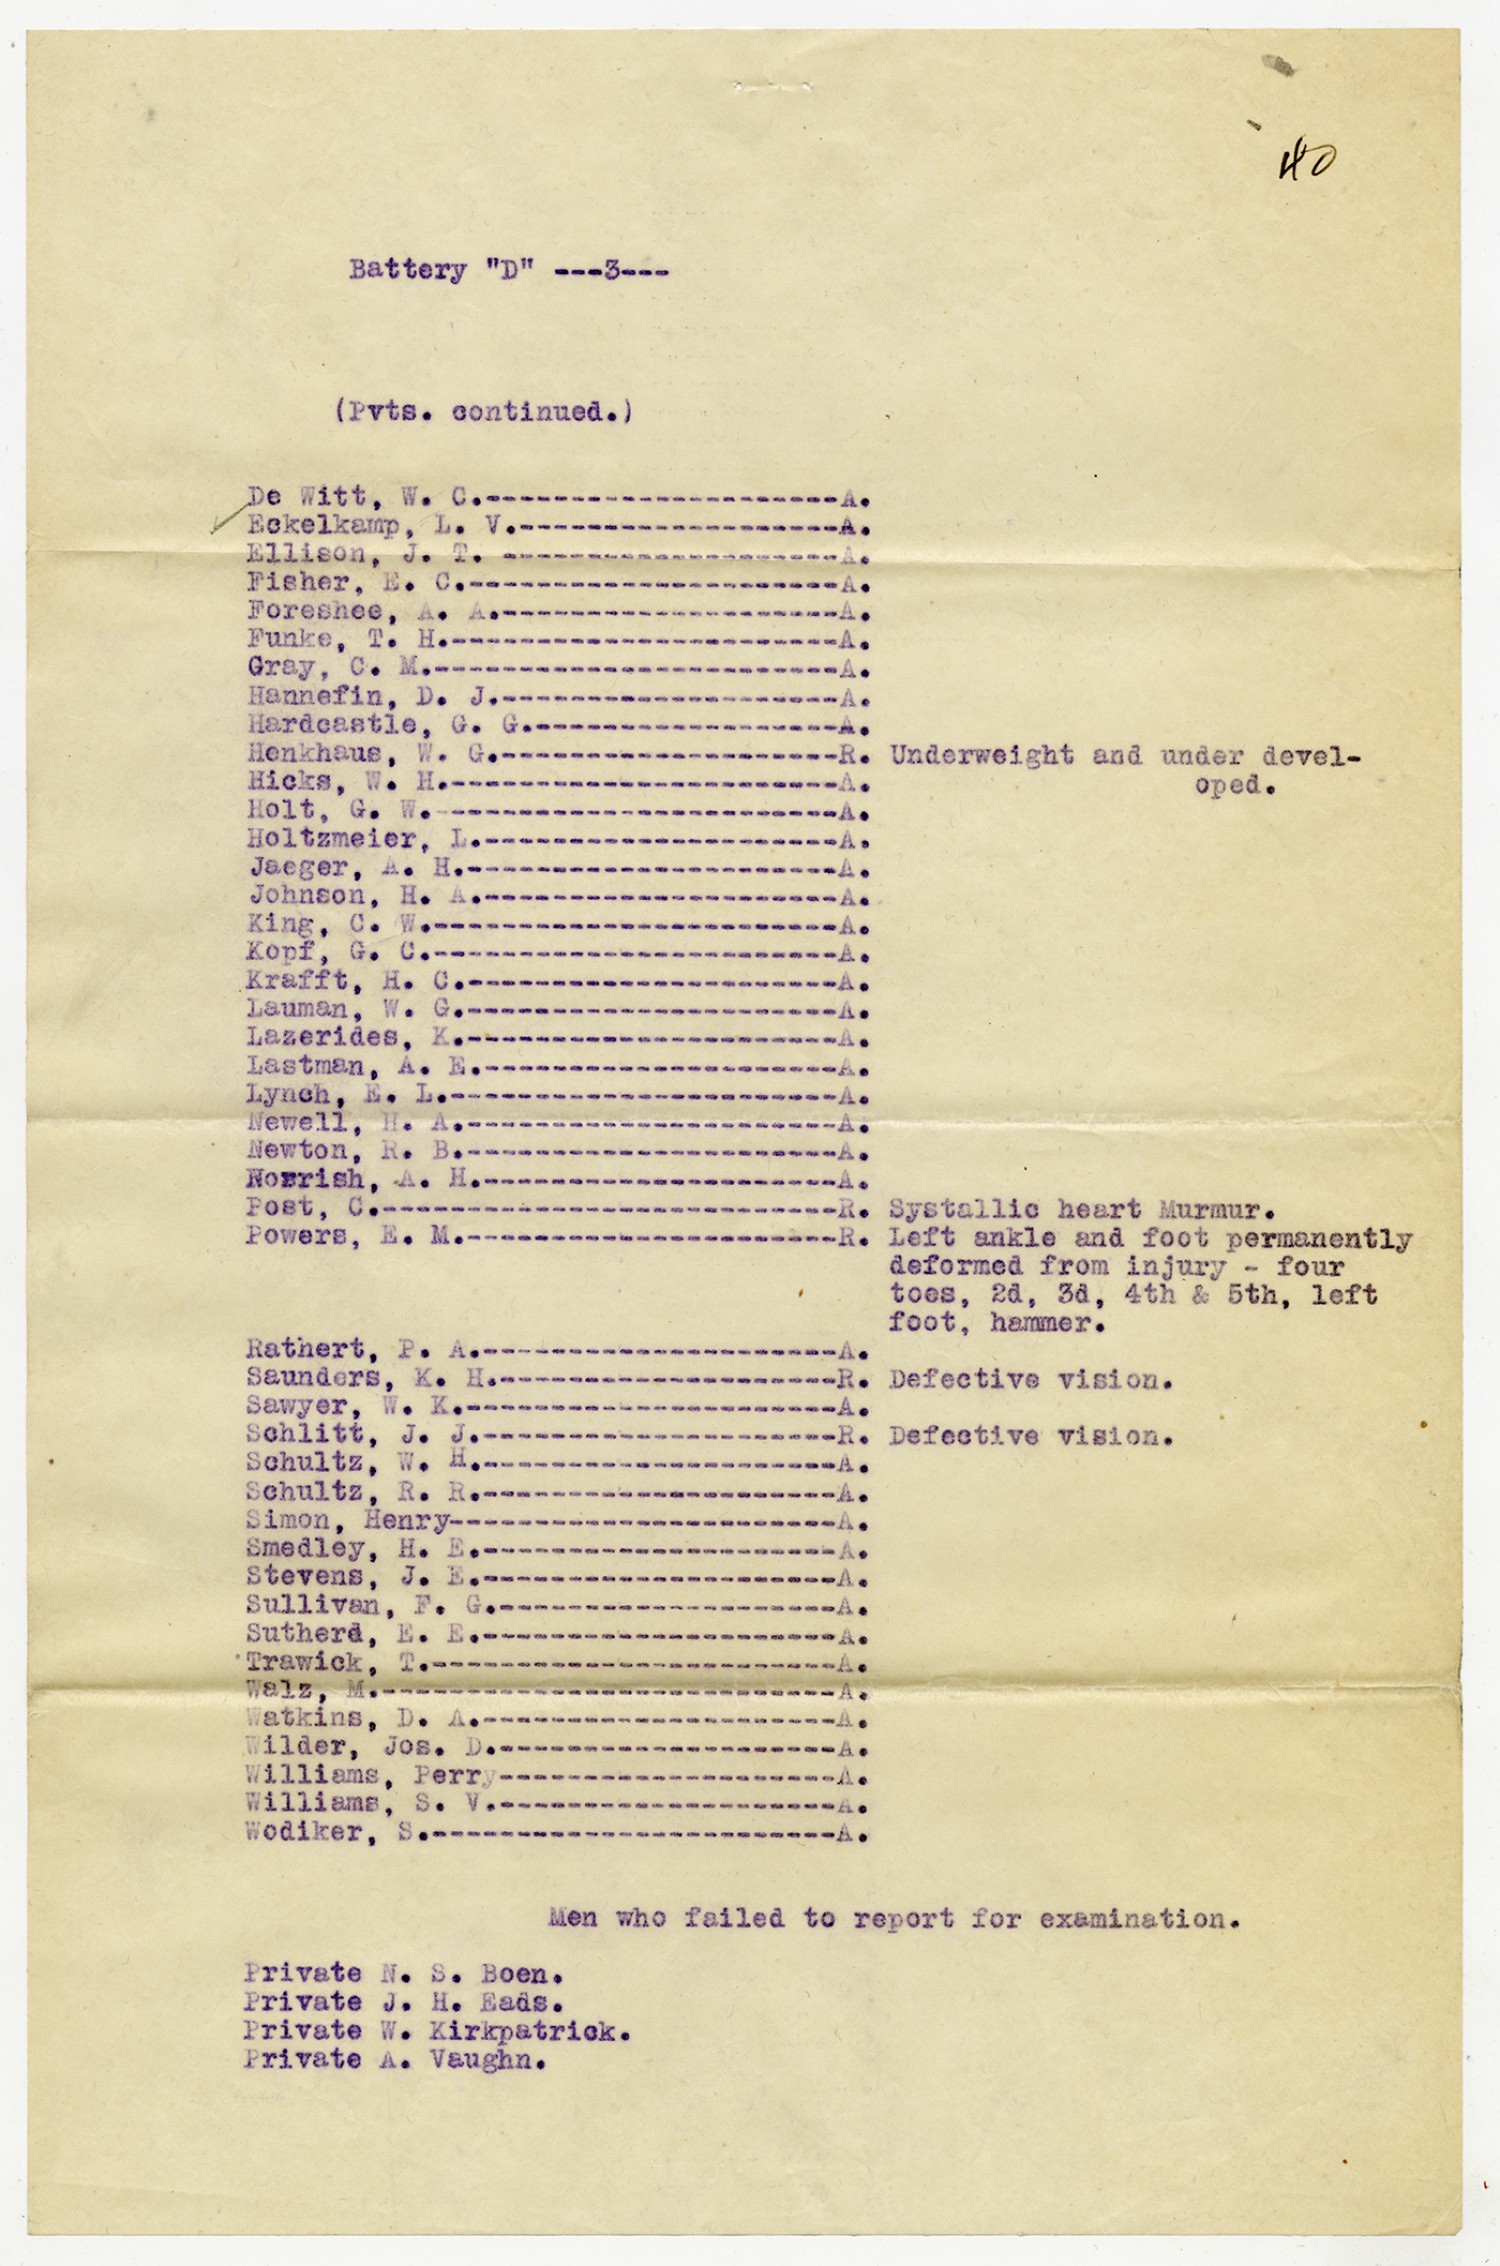 40
Battery "D" ---3---
(Pvts. continued.)
De Witt, W. C.---------------------A.
Eckelkamp, L. V.-------------------A.
Ellison, J. T. --------------------A.
Fisher, E. C.----------------------A.
Foreshee, A. A.--------------------A.
Funke, T. H.-----------------------A.
Gray, C. M.------------------------A.
Hannefin, D. J.--------------------A.
Hardcastle, G. G.------------------A.
Henkhaus, W. G.--------------------R. Underweight and under devel-
Hicks, W. H.-----------------------A. oped.
Holt, G. W.------------------------A.
Holtzmeier, L.---------------------A.
Jaeger, A. H.----------------------A.
Johnson, H. A.---------------------A.
King, C. W.------------------------A.
Kopf, G. C.------------------------A.
Krafft, H. C.----------------------A.
Lauman, W. G.----------------------A.
Lazerides, K.----------------------A.
Lastman, A. E.---------------------A.
Lynch, E. L.-----------------------A.
Newell, H. A.----------------------A.
Newton, R. B.----------------------A.
Norrish, A. H.---------------------A.
Post, C.---------------------------R. Systallic heart Murmur.
Powers, E. M.----------------------R. Left ankle and foot permanently
deformed from injury - four
toes, 2d, 3d, 4th & 5th, left
foot, hammer.
Rathert, P. A.---------------------A.
Saunders, K. H.--------------------R. Defective vision.
Sawyer, W. K.----------------------A.
Schlitt, J. J.---------------------R. Defective vision.
Schultz, W. H.---------------------A.
Schultz, R. R.---------------------A.
Simon, Henry-----------------------A.
Smedley, H. E.---------------------A.
Stevens, J. E.---------------------A.
Sullivan, F. G.--------------------A.
Sutherd, E. E.---------------------A.
Trawick, T.------------------------A.
Walz, M.---------------------------A.
Watkins, D. A.---------------------A.
Wilder, Jos. D.--------------------A.
Williams, Perry--------------------A.
Williams, S. V.--------------------A.
Wodiker, S.------------------------A.
Men who failed to report for examination.
Private N. S. Boen.
Private J. H. Eads.
Private W. Kirkpatrick.
Private A. Vaughn.